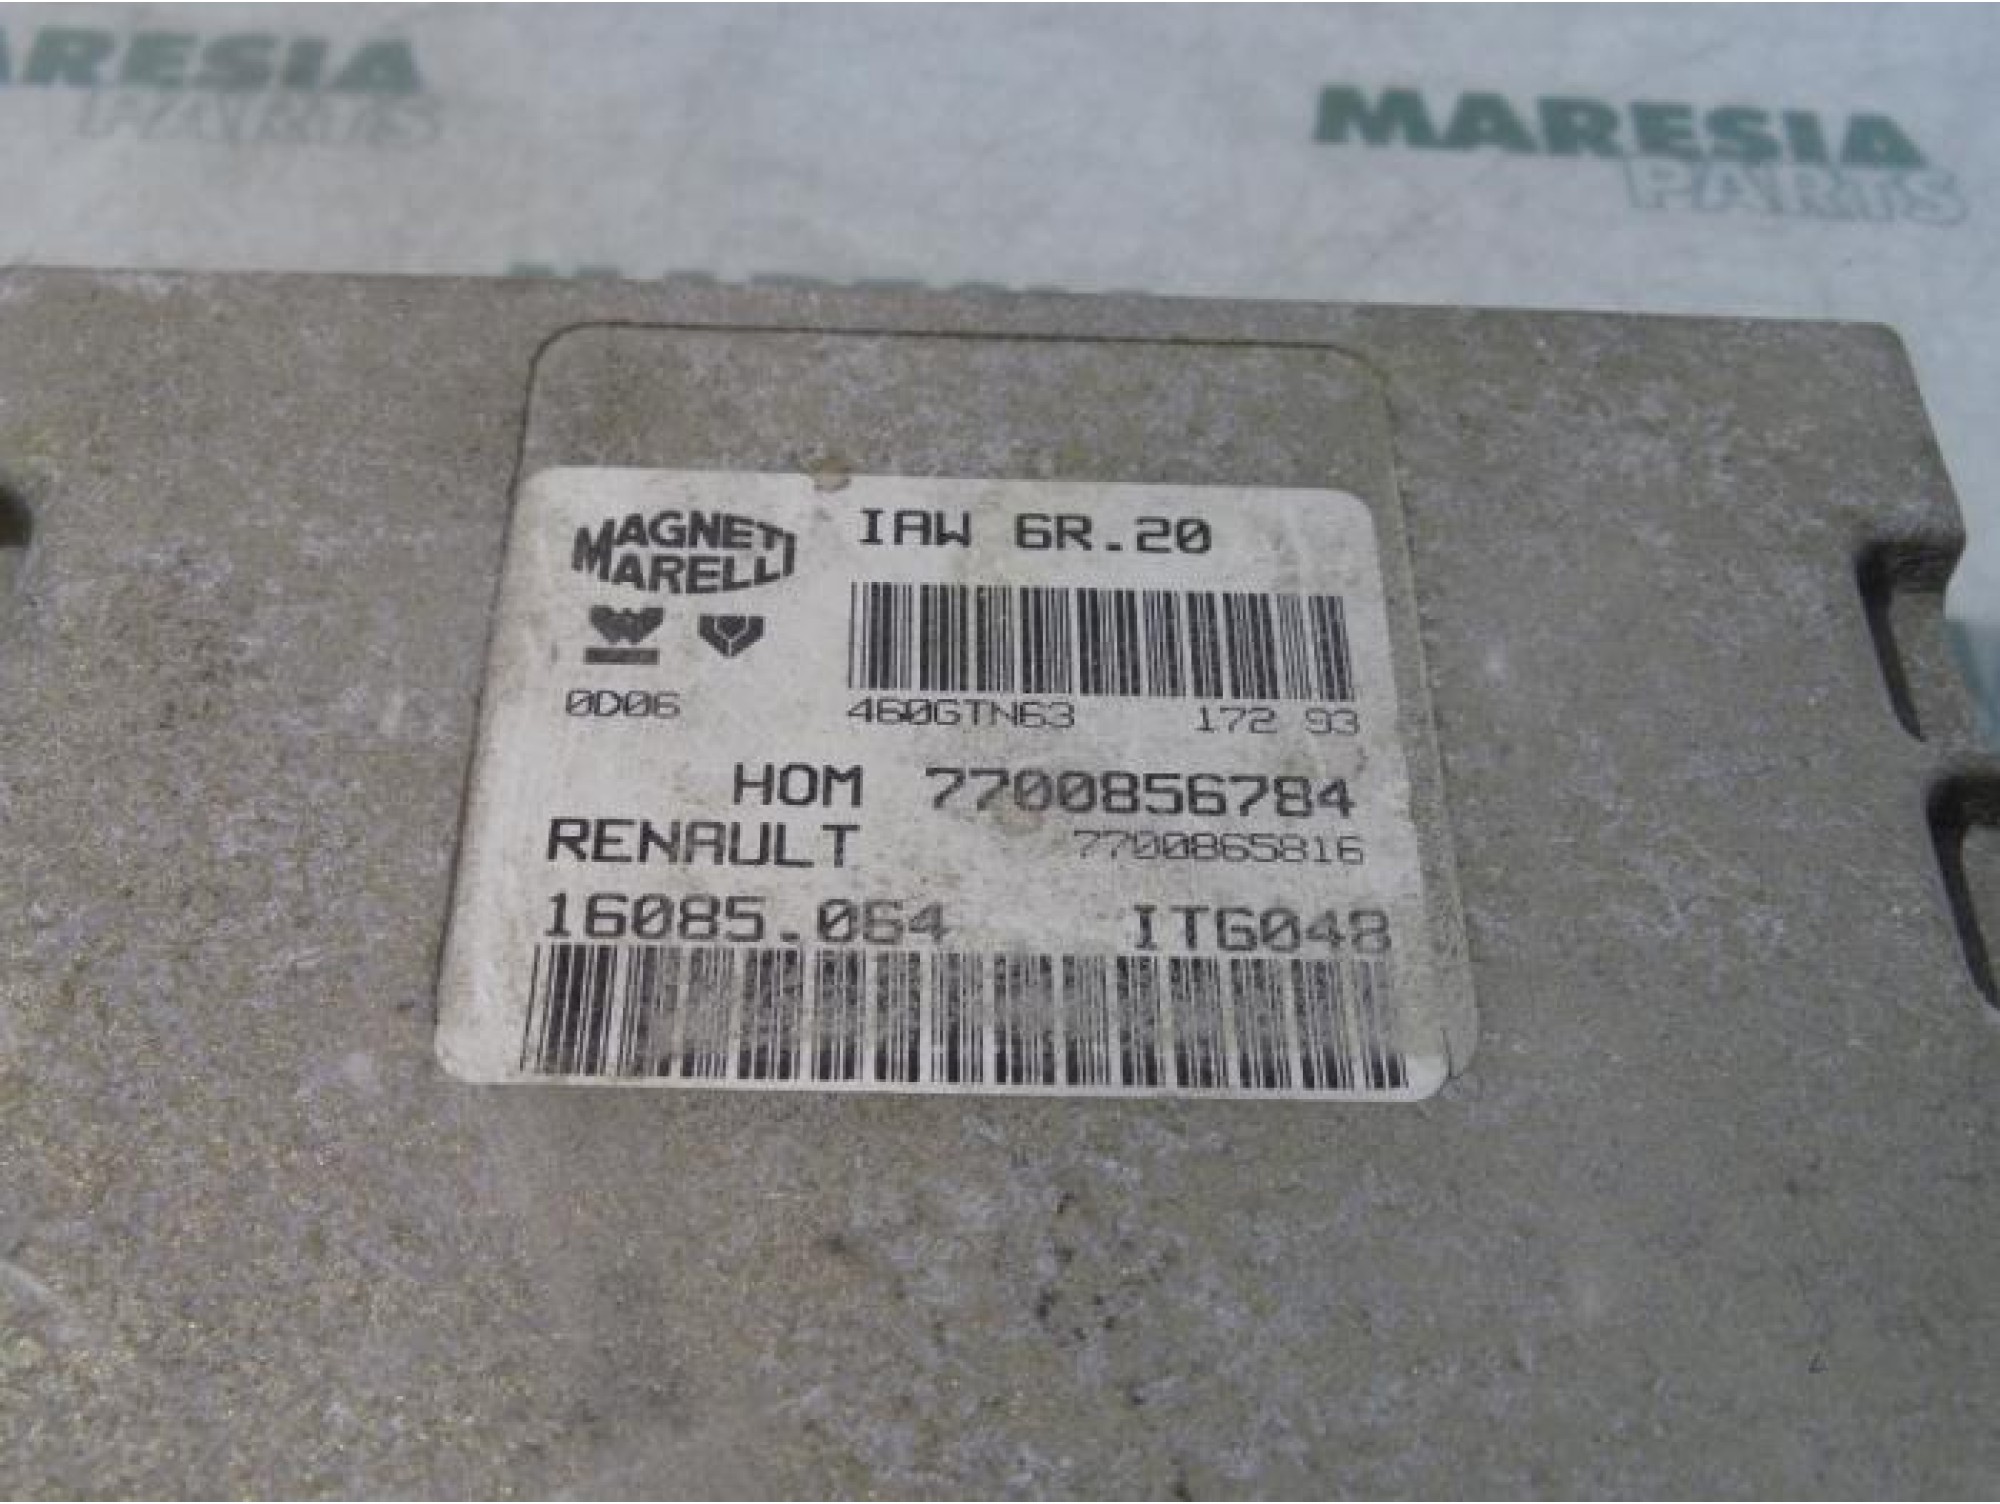 MARESIA
PARTS
MARESIA
PARTS
MAGNETI
MARELLI
IAW 6R.20
0D06
460GTN63 172 93
HOM 7700856784
RENAULT 7700865816
16085.064 ITG048